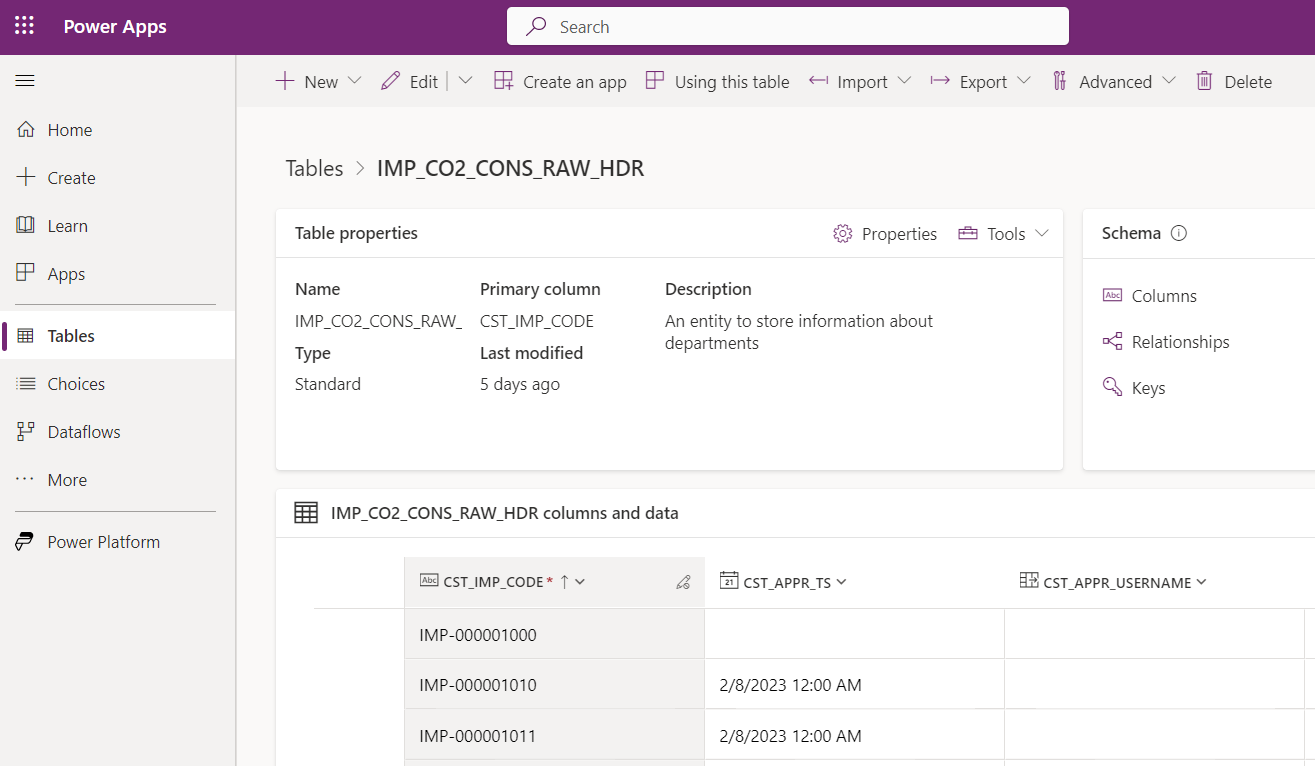 Power Apps
Search
New
Edit
Create an app
Using this table
Import
Export
Advanced
Delete
Home
Create
Learn
Apps
Tables
Choices
Dataflows
More
Power Platform
Tables > IMP_CO2_CONS_RAW_HDR
Table properties
Properties
Tools
Name
IMP_CO2_CONS_RAW_
Type
Standard
Primary column
CST_IMP_CODE
Last modified
5 days ago
Description
An entity to store information about
departments
Schema
Abc Columns
Relationships
Keys
IMP_CO2_CONS_RAW_HDR columns and data
Abc CST_IMP_CODE * ↑
21 CST_APPR_TS
CST_APPR_USERNAME
IMP-000001000
IMP-000001010 2/8/2023 12:00 AM
IMP-000001011 2/8/2023 12:00 AM